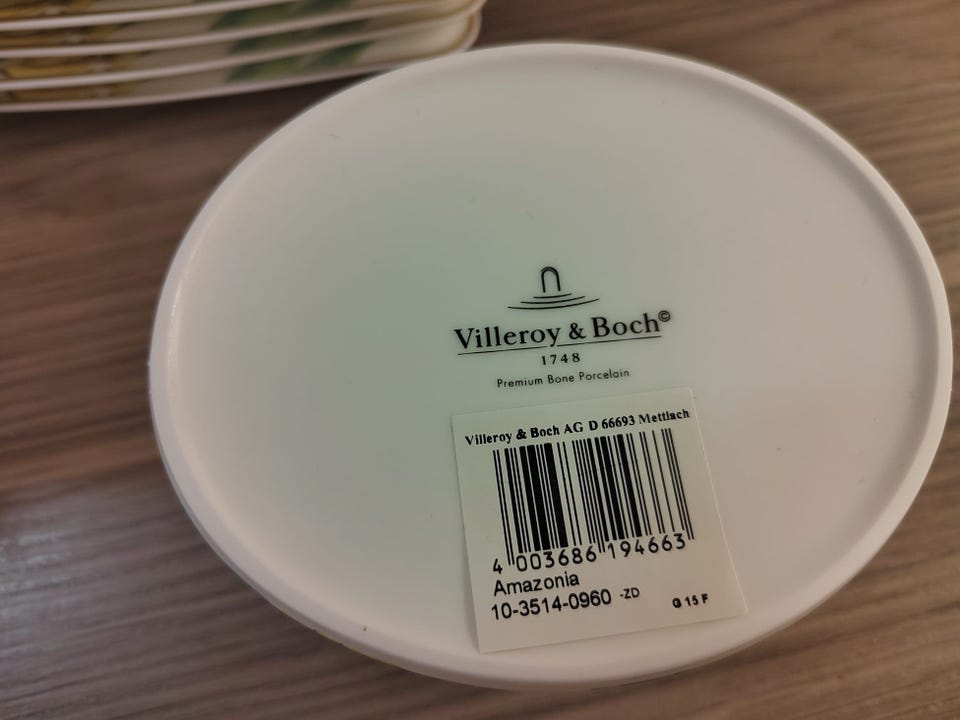 Villeroy & Boch©
1748
Premium Bone Porcelain
Villeroy & Boch AG D 66693 Mettlach
4 003686 194663
Amazonia
10-3514-0960 -ZD
G 15 F